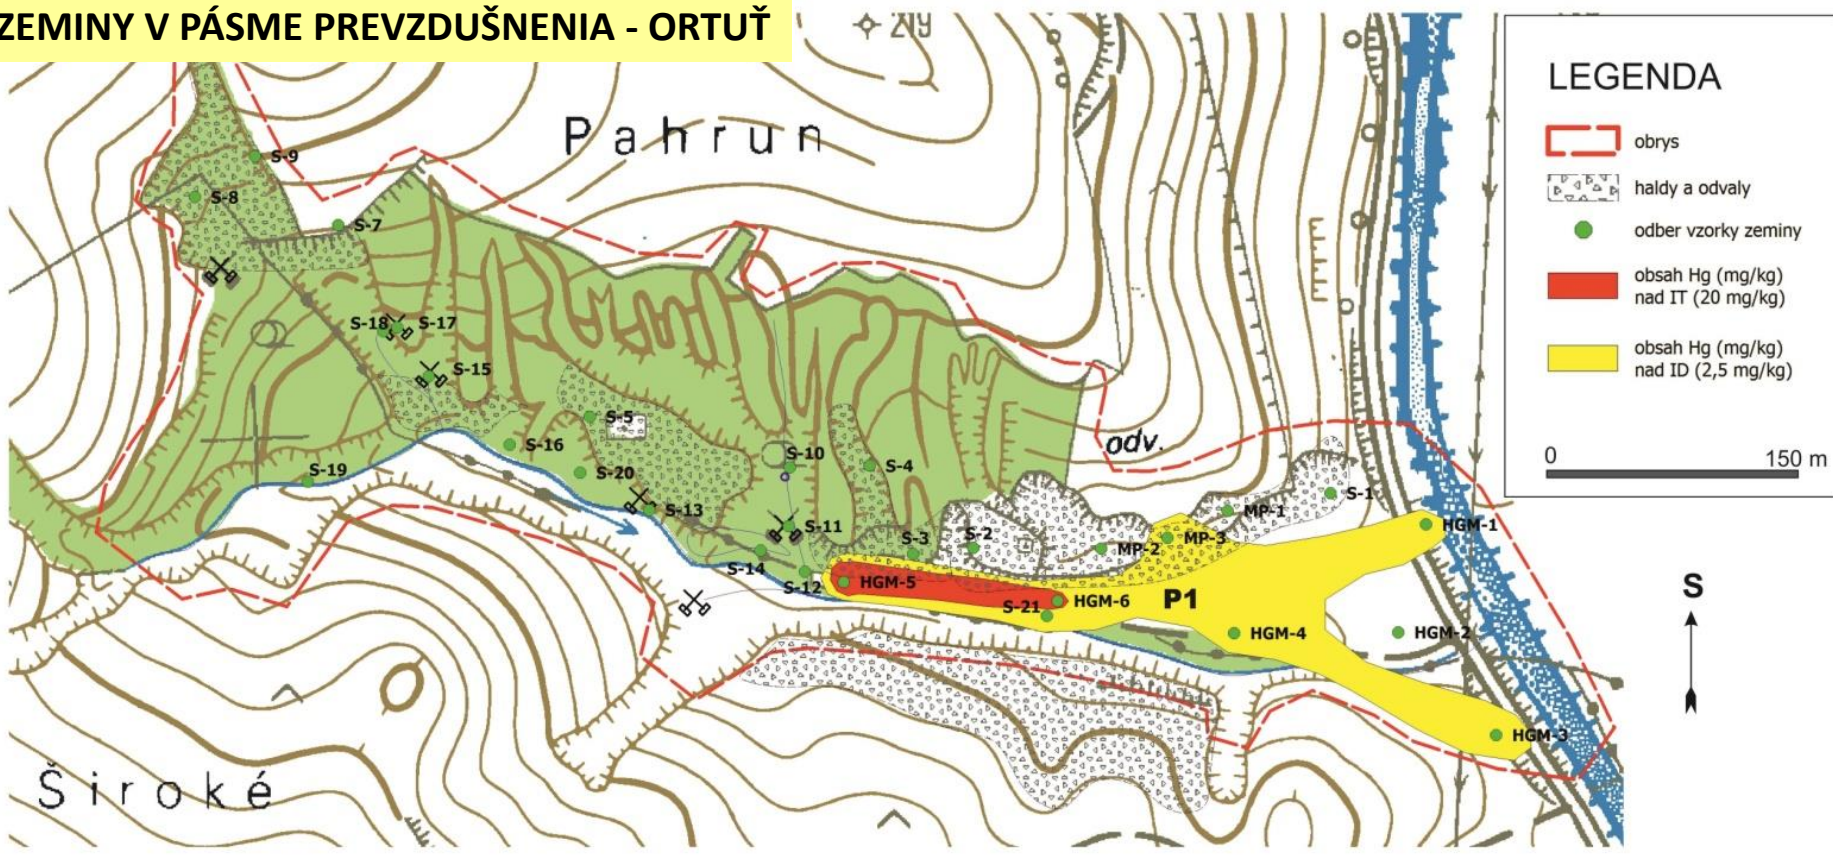 ZEMINY V PÁSME PREVZDUŠNENIA - ORTUŤ
219
Pahrun
LEGENDA
obrys
haldy a odvaly
odber vzorky zeminy
obsah Hg (mg/kg)
nad IT (20 mg/kg)
obsah Hg (mg/kg)
nad ID (2,5 mg/kg)
0 150 m
S-9
S-8
S-7
S-18
S-17
S-15
S-5
S-16
S-10
S-4
odv.
S-19
S-20
S-1
S-13
MP-1
S-11
HGM-1
S-3
S-2
MP-2
MP-3
S-14
S-12
HGM-5
S-21
HGM-6
P1
S
HGM-4
HGM-2
HGM-3
Široké